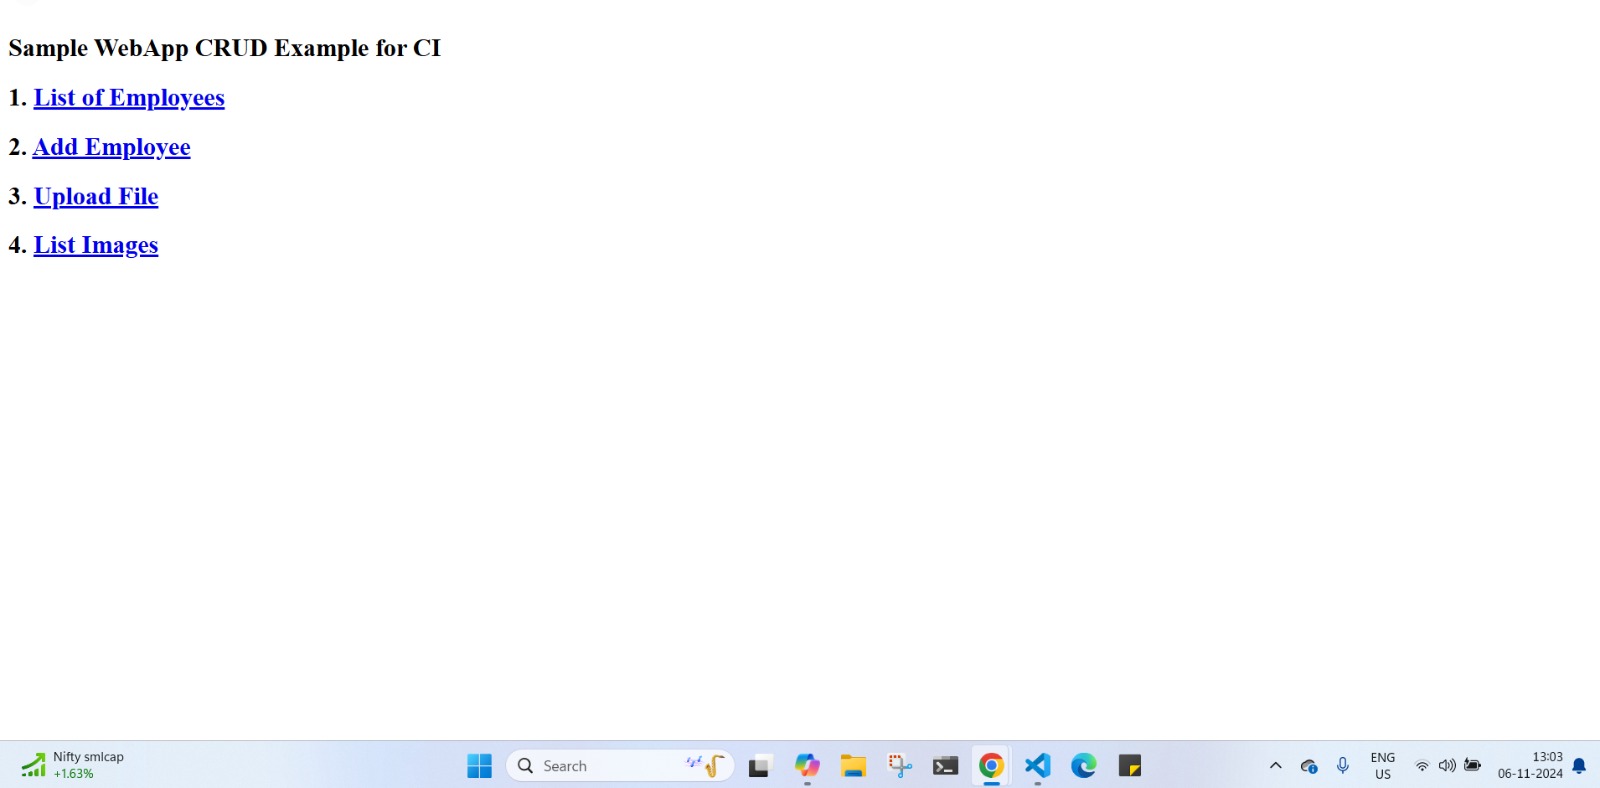 Sample WebApp CRUD Example for CI
1. List of Employees
2. Add Employee
3. Upload File
4. List Images
Nifty smlcap
+1.63%
Search
ENG
US
13:03
06-11-2024